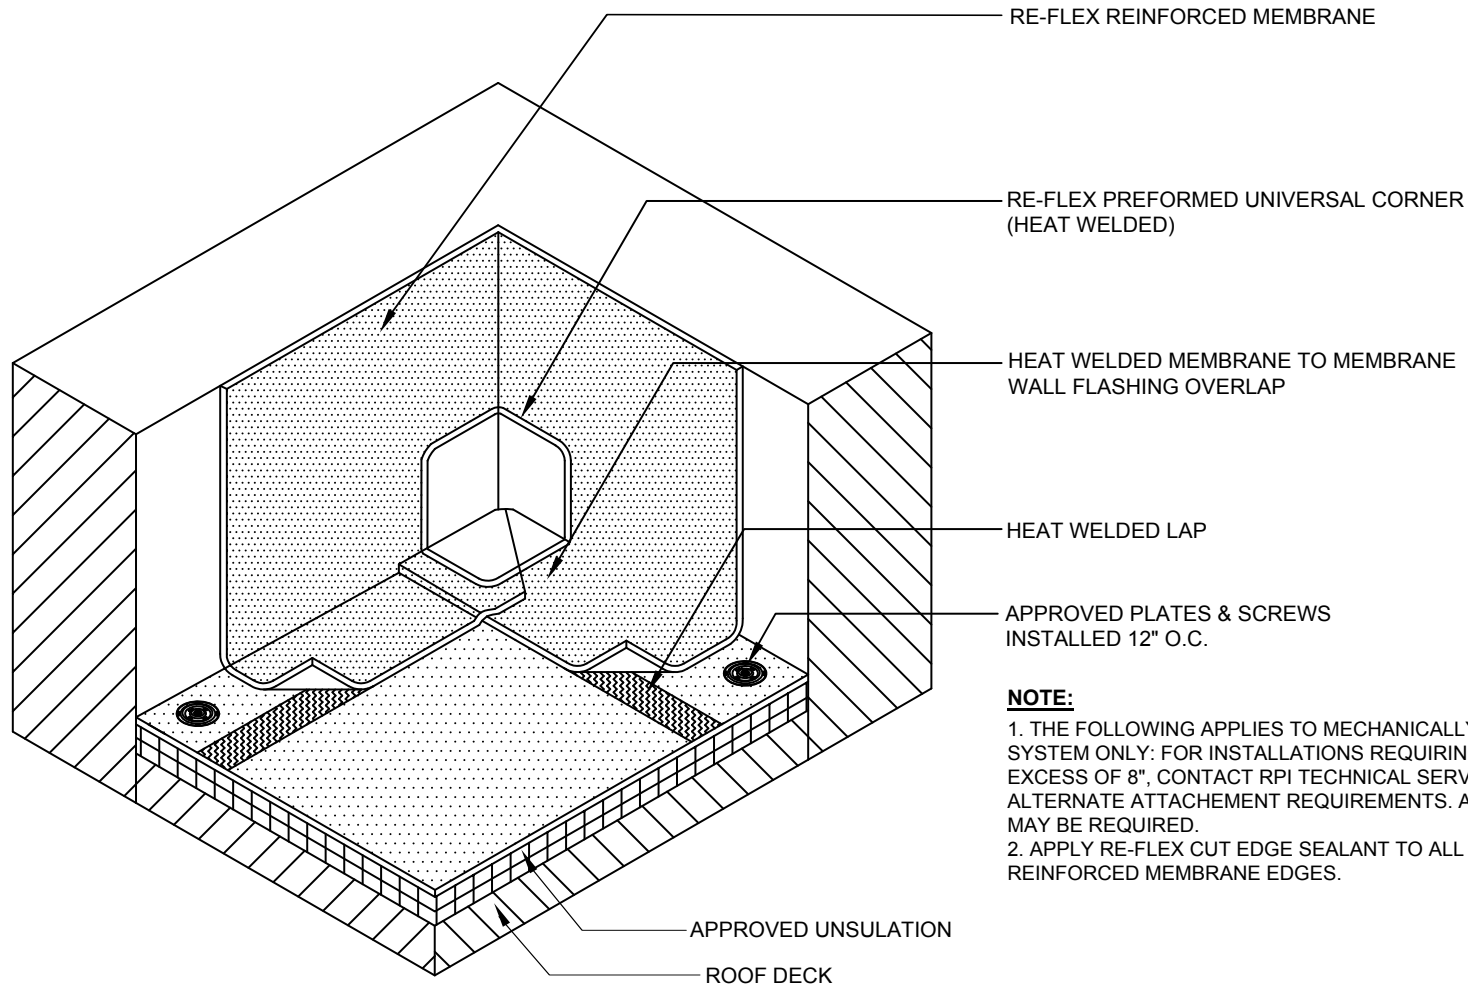 RE-FLEX REINFORCED MEMBRANE
RE-FLEX PREFORMED UNIVERSAL CORNER
(HEAT WELDED)
HEAT WELDED MEMBRANE TO MEMBRANE
WALL FLASHING OVERLAP
HEAT WELDED LAP
APPROVED PLATES & SCREWS
INSTALLED 12" O.C.
NOTE:
1. THE FOLLOWING APPLIES TO MECHANICALLY
SYSTEM ONLY: FOR INSTALLATIONS REQUIRIN
EXCESS OF 8", CONTACT RPI TECHNICAL SERV
ALTERNATE ATTACHEMENT REQUIREMENTS. A
MAY BE REQUIRED.
2. APPLY RE-FLEX CUT EDGE SEALANT TO ALL
REINFORCED MEMBRANE EDGES.
APPROVED UNSULATION
ROOF DECK